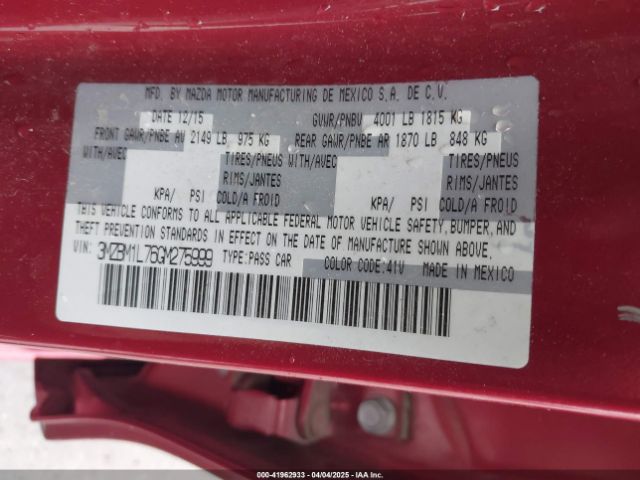 MFD. BY MAZDA MOTOR MANUFACTURING DE MEXICO S.A. DE C.V.
DATE 12/15 GVWR/PNBV 4001 LB 1815 KG
FRONT GAWR/PNBE AV 2149 LB 975 KG REAR GAWR/PNBE AR 1870 LB 848 KG
WITH/AVEC TIRES/PNEUS WITH/AVEC TIRES/PNEUS
RIMS/JANTES RIMS/JANTES
KPA/ PSI COLD/A FROID KPA/ PSI COLD/A FROID
THIS VEHICLE CONFORMS TO ALL APPLICABLE FEDERAL MOTOR VEHICLE SAFETY, BUMPER, AND
THEFT PREVENTION STANDARDS IN EFFECT ON THE DATE OF MANUFACTURE SHOWN ABOVE.
VIN: 3MZBM1L76GM275999 TYPE:PASS CAR COLOR CODE:41V MADE IN MEXICO
000-41962933 - 04/04/2025 - IAAI, Inc.